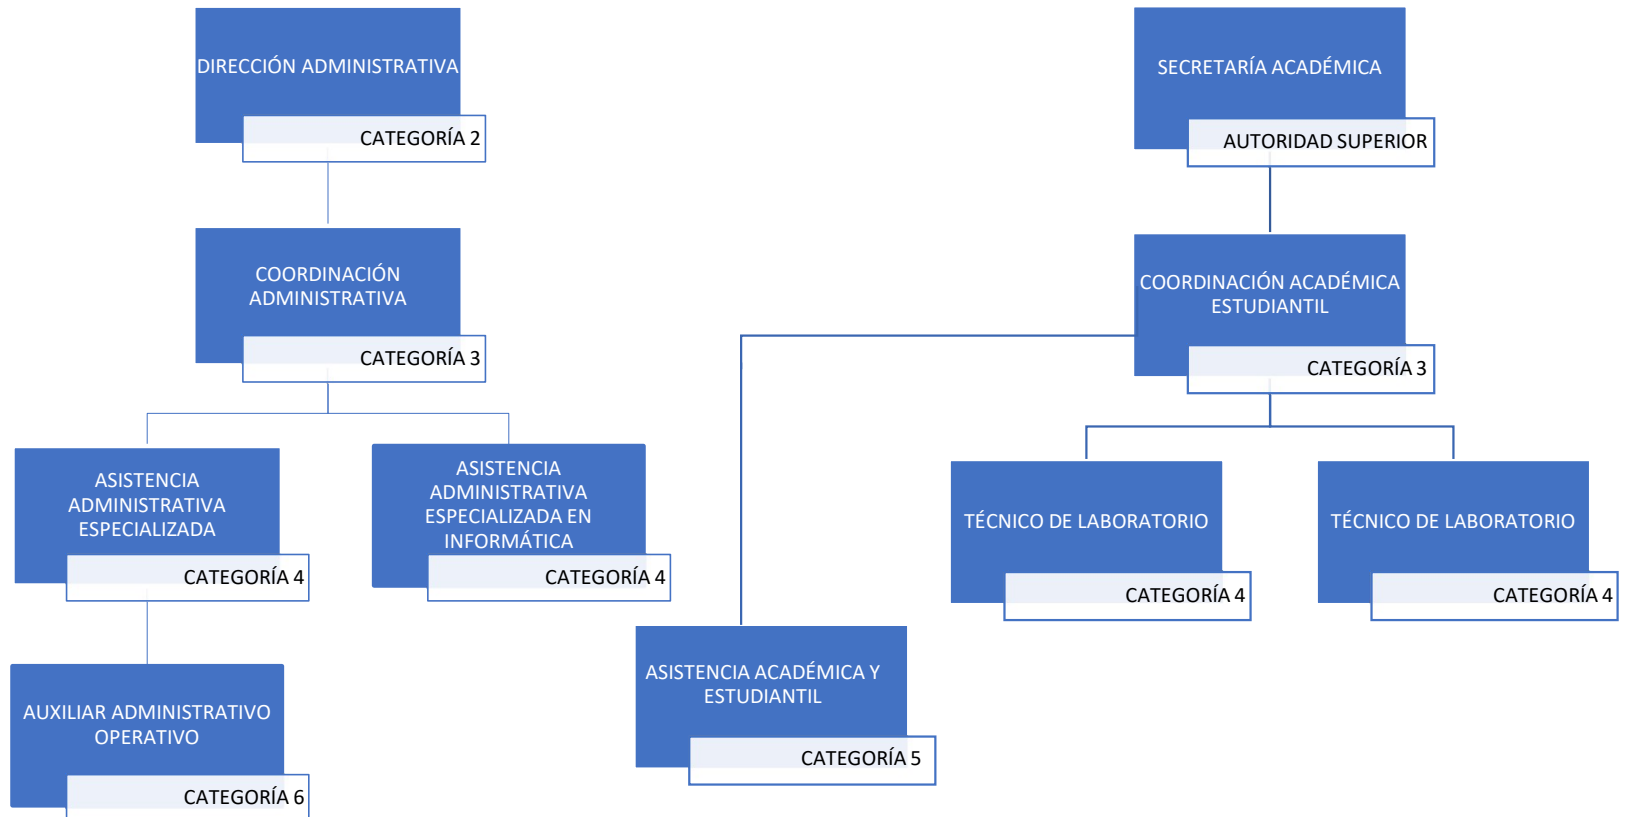 DIRECCIÓN ADMINISTRATIVA
CATEGORÍA 2
COORDINACIÓN
ADMINISTRATIVA
CATEGORÍA 3
ASISTENCIA
ADMINISTRATIVA
ESPECIALIZADA
CATEGORÍA 4
ASISTENCIA
ADMINISTRATIVA
ESPECIALIZADA EN
INFORMÁTICA
CATEGORÍA 4
AUXILIAR ADMINISTRATIVO
OPERATIVO
CATEGORÍA 6
SECRETARÍA ACADÉMICA
AUTORIDAD SUPERIOR
COORDINACIÓN ACADÉMICA
ESTUDIANTIL
CATEGORÍA 3
TÉCNICO DE LABORATORIO
CATEGORÍA 4
TÉCNICO DE LABORATORIO
CATEGORÍA 4
ASISTENCIA ACADÉMICA Y
ESTUDIANTIL
CATEGORÍA 5